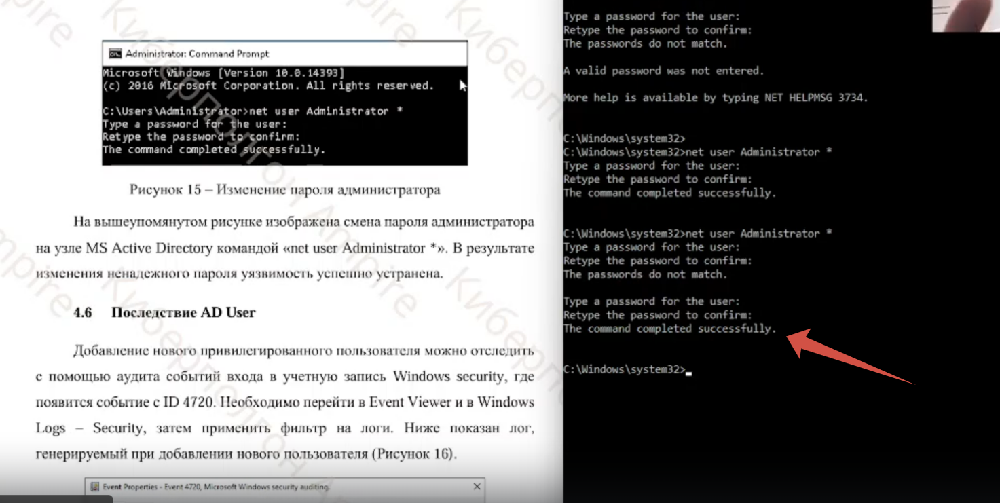 Administrator: Command Prompt
Microsoft Windows [Version 10.0.14393]
(c) 2016 Microsoft Corporation. All rights reserved.
C:\Users\Administrator>net user Administrator *
Type a password for the user:
Retype the password to confirm:
The command completed successfully.
Рисунок 15 – Изменение пароля администратора
На вышеупомянутом рисунке изображена смена пароля администратора
на узле MS Active Directory командой «net user Administrator *». В результате
изменения ненадежного пароля уязвимость успешно устранена.
4.6 Последствие AD User
Добавление нового привилегированного пользователя можно отследить
с помощью аудита событий входа в учетную запись Windows security, где
появится событие с ID 4720. Необходимо перейти в Event Viewer и в Windows
Logs – Security, затем применить фильтр на логи. Ниже показан лог,
генерируемый при добавлении нового пользователя (Рисунок 16).
Event Properties - Event 4720, Microsoft Windows security auditing.
Киберполигон Ampire
Type a password for the user:
Retype the password to confirm:
The passwords do not match.
A valid password was not entered.
More help is available by typing NET HELPMSG 3734.
C:\Windows\system32>
C:\Windows\system32>net user Administrator *
Type a password for the user:
Retype the password to confirm:
The command completed successfully.
C:\Windows\system32>net user Administrator *
Type a password for the user:
Retype the password to confirm:
The passwords do not match.
Type a password for the user:
Retype the password to confirm:
The command completed successfully.
C:\Windows\system32>